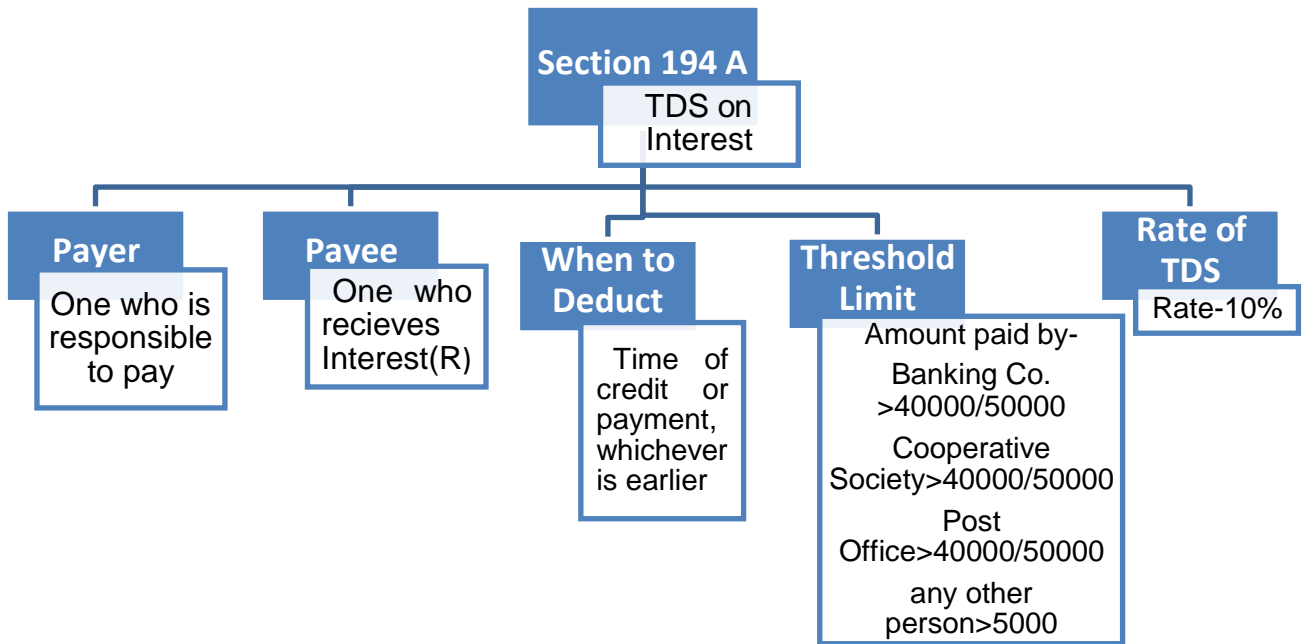 Section 194 A
TDS on
Interest
Payer
One who is
responsible
to pay
Payee
One who
recieves
Interest(R)
When to
Deduct
Time of
credit or
payment,
whichever
is earlier
Threshold
Limit
Amount paid by-
Banking Co.
>40000/50000
Cooperative
Society>40000/50000
Post
Office>40000/50000
any other
person>5000
Rate of
TDS
Rate-10%